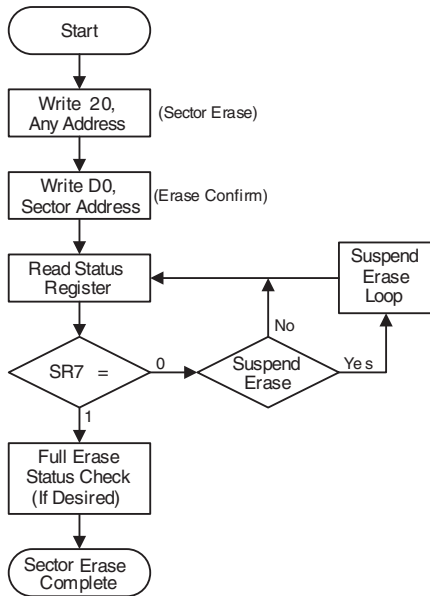 Start
Write 20,
Any Address
(Sector Erase)
Write D0,
Sector Address
(Erase Confirm)
Read Status
Register
Suspend
Erase
Loop
No
SR7 =
0
Suspend
Erase
Yes
1
Full Erase
Status Check
(If Desired)
Sector Erase
Complete